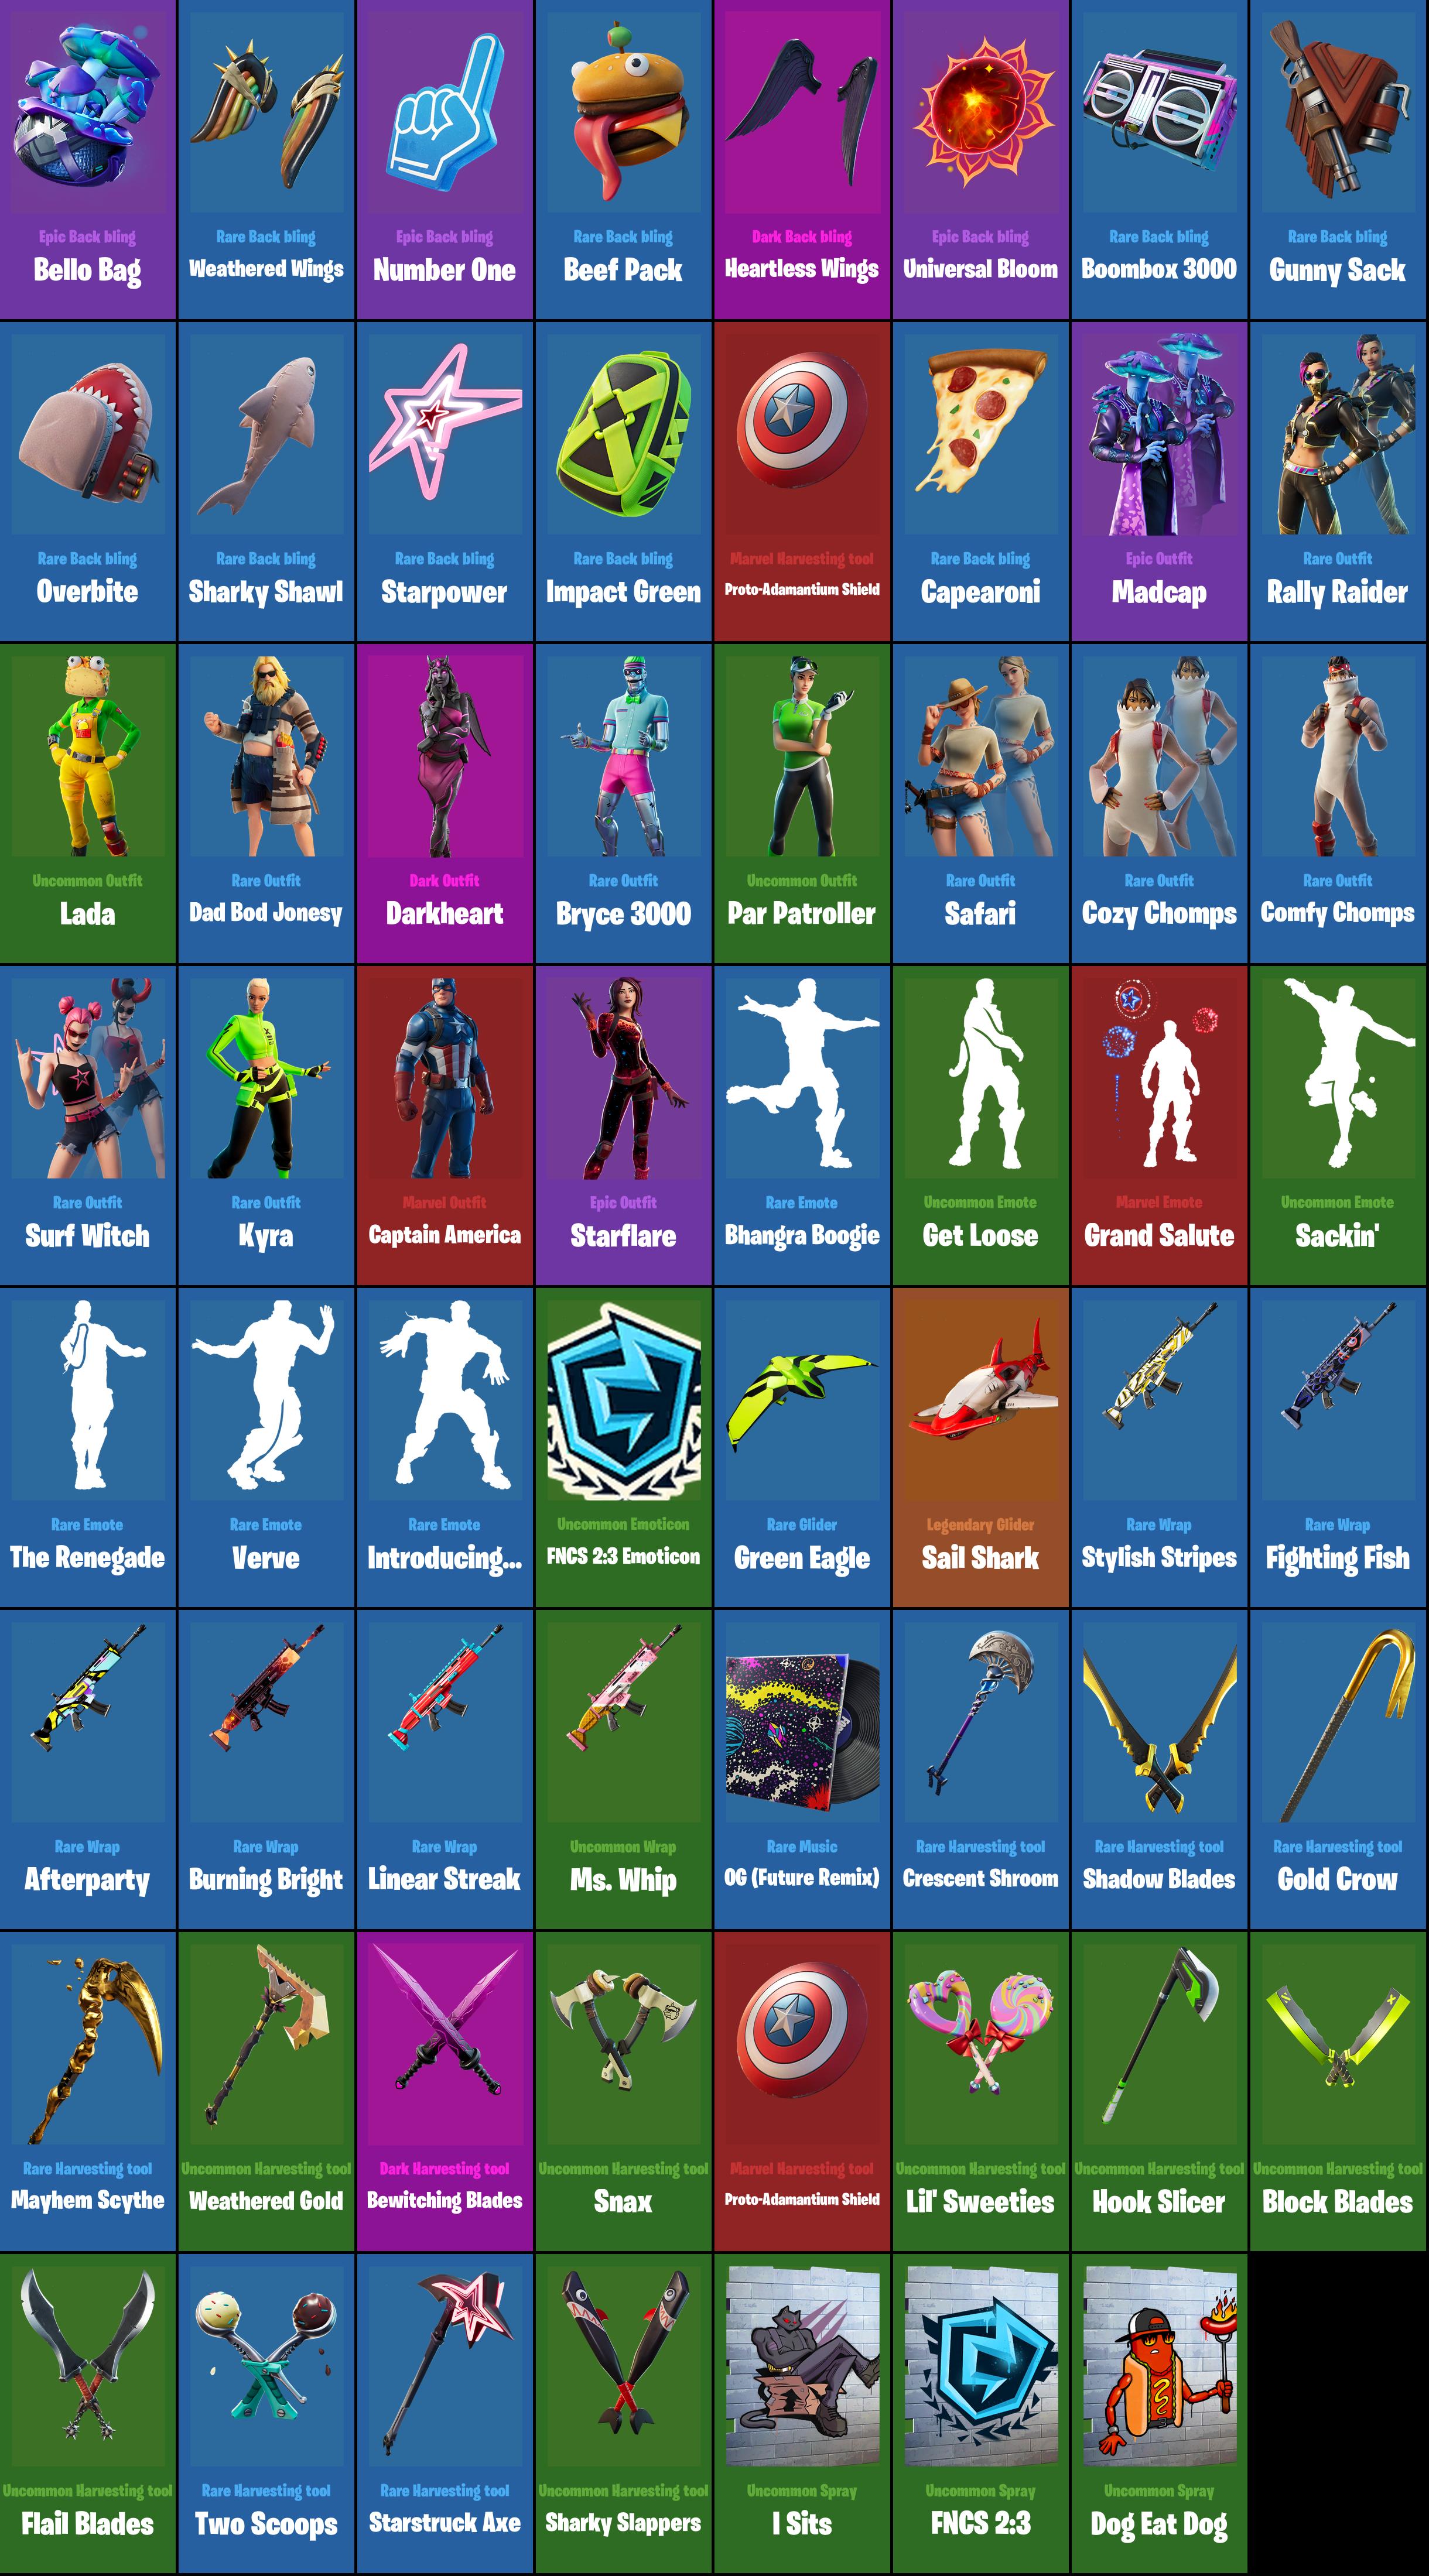 Epic Back bling
Bello Bag
Rare Back bling
Weathered Wings
Epic Back bling
Number One
Rare Back bling
Beef Pack
Dark Back bling
Heartless Wings
Epic Back bling
Universal Bloom
Rare Back bling
Boombox 3000
Rare Back bling
Gunny Sack
Rare Back bling
Overbite
Rare Back bling
Sharky Shawl
Rare Back bling
Starpower
Rare Back bling
Impact Green
Marvel Harvesting tool
Proto-Adamantium Shield
Rare Back bling
Capearoni
Epic Outfit
Madcap
Rare Outfit
Rally Raider
Uncommon Outfit
Lada
Rare Outfit
Dad Bod Jonesy
Dark Outfit
Darkheart
Rare Outfit
Bryce 3000
Uncommon Outfit
Par Patroller
Rare Outfit
Safari
Rare Outfit
Cozy Chomps
Rare Outfit
Comfy Chomps
Rare Outfit
Surf Witch
Rare Outfit
Kyra
Marvel Outfit
Captain America
Epic Outfit
Starflare
Rare Emote
Bhangra Boogie
Uncommon Emote
Get Loose
Marvel Emote
Grand Salute
Uncommon Emote
Sackin'
Rare Emote
The Renegade
Rare Emote
Verve
Rare Emote
Introducing...
Uncommon Emoticon
FNCS 2:3 Emoticon
Rare Glider
Green Eagle
Legendary Glider
Sail Shark
Rare Wrap
Stylish Stripes
Rare Wrap
Fighting Fish
Rare Wrap
Afterparty
Rare Wrap
Burning Bright
Rare Wrap
Linear Streak
Uncommon Wrap
Ms. Whip
Rare Music
OG (Future Remix)
Rare Harvesting tool
Crescent Shroom
Rare Harvesting tool
Shadow Blades
Rare Harvesting tool
Gold Crow
Rare Harvesting tool
Mayhem Scythe
Uncommon Harvesting tool
Weathered Gold
Dark Harvesting tool
Bewitching Blades
Uncommon Harvesting tool
Snax
Marvel Harvesting tool
Proto-Adamantium Shield
Uncommon Harvesting tool
Lil' Sweeties
Uncommon Harvesting tool
Hook Slicer
Uncommon Harvesting tool
Block Blades
Uncommon Harvesting tool
Flail Blades
Rare Harvesting tool
Two Scoops
Rare Harvesting tool
Starstruck Axe
Uncommon Harvesting tool
Sharky Slappers
Uncommon Spray
I Sits
Uncommon Spray
FNCS 2:3
Uncommon Spray
Dog Eat Dog